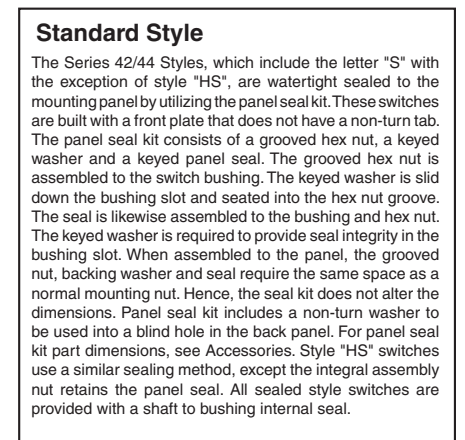 Standard Style
The Series 42/44 Styles, which include the letter "S" with
the exception of style "HS", are watertight sealed to the
mounting panel by utilizing the panel seal kit. These switches
are built with a front plate that does not have a non-turn tab.
The panel seal kit consists of a grooved hex nut, a keyed
washer and a keyed panel seal. The grooved hex nut is
assembled to the switch bushing. The keyed washer is slid
down the bushing slot and seated into the hex nut groove.
The seal is likewise assembled to the bushing and hex nut.
The keyed washer is required to provide seal integrity in the
bushing slot. When assembled to the panel, the grooved
nut, backing washer and seal require the same space as a
normal mounting nut. Hence, the seal kit does not alter the
dimensions. Panel seal kit includes a non-turn washer to
be used into a blind hole in the back panel. For panel seal
kit part dimensions, see Accessories. Style "HS" switches
use a similar sealing method, except the integral assembly
nut retains the panel seal. All sealed style switches are
provided with a shaft to bushing internal seal.